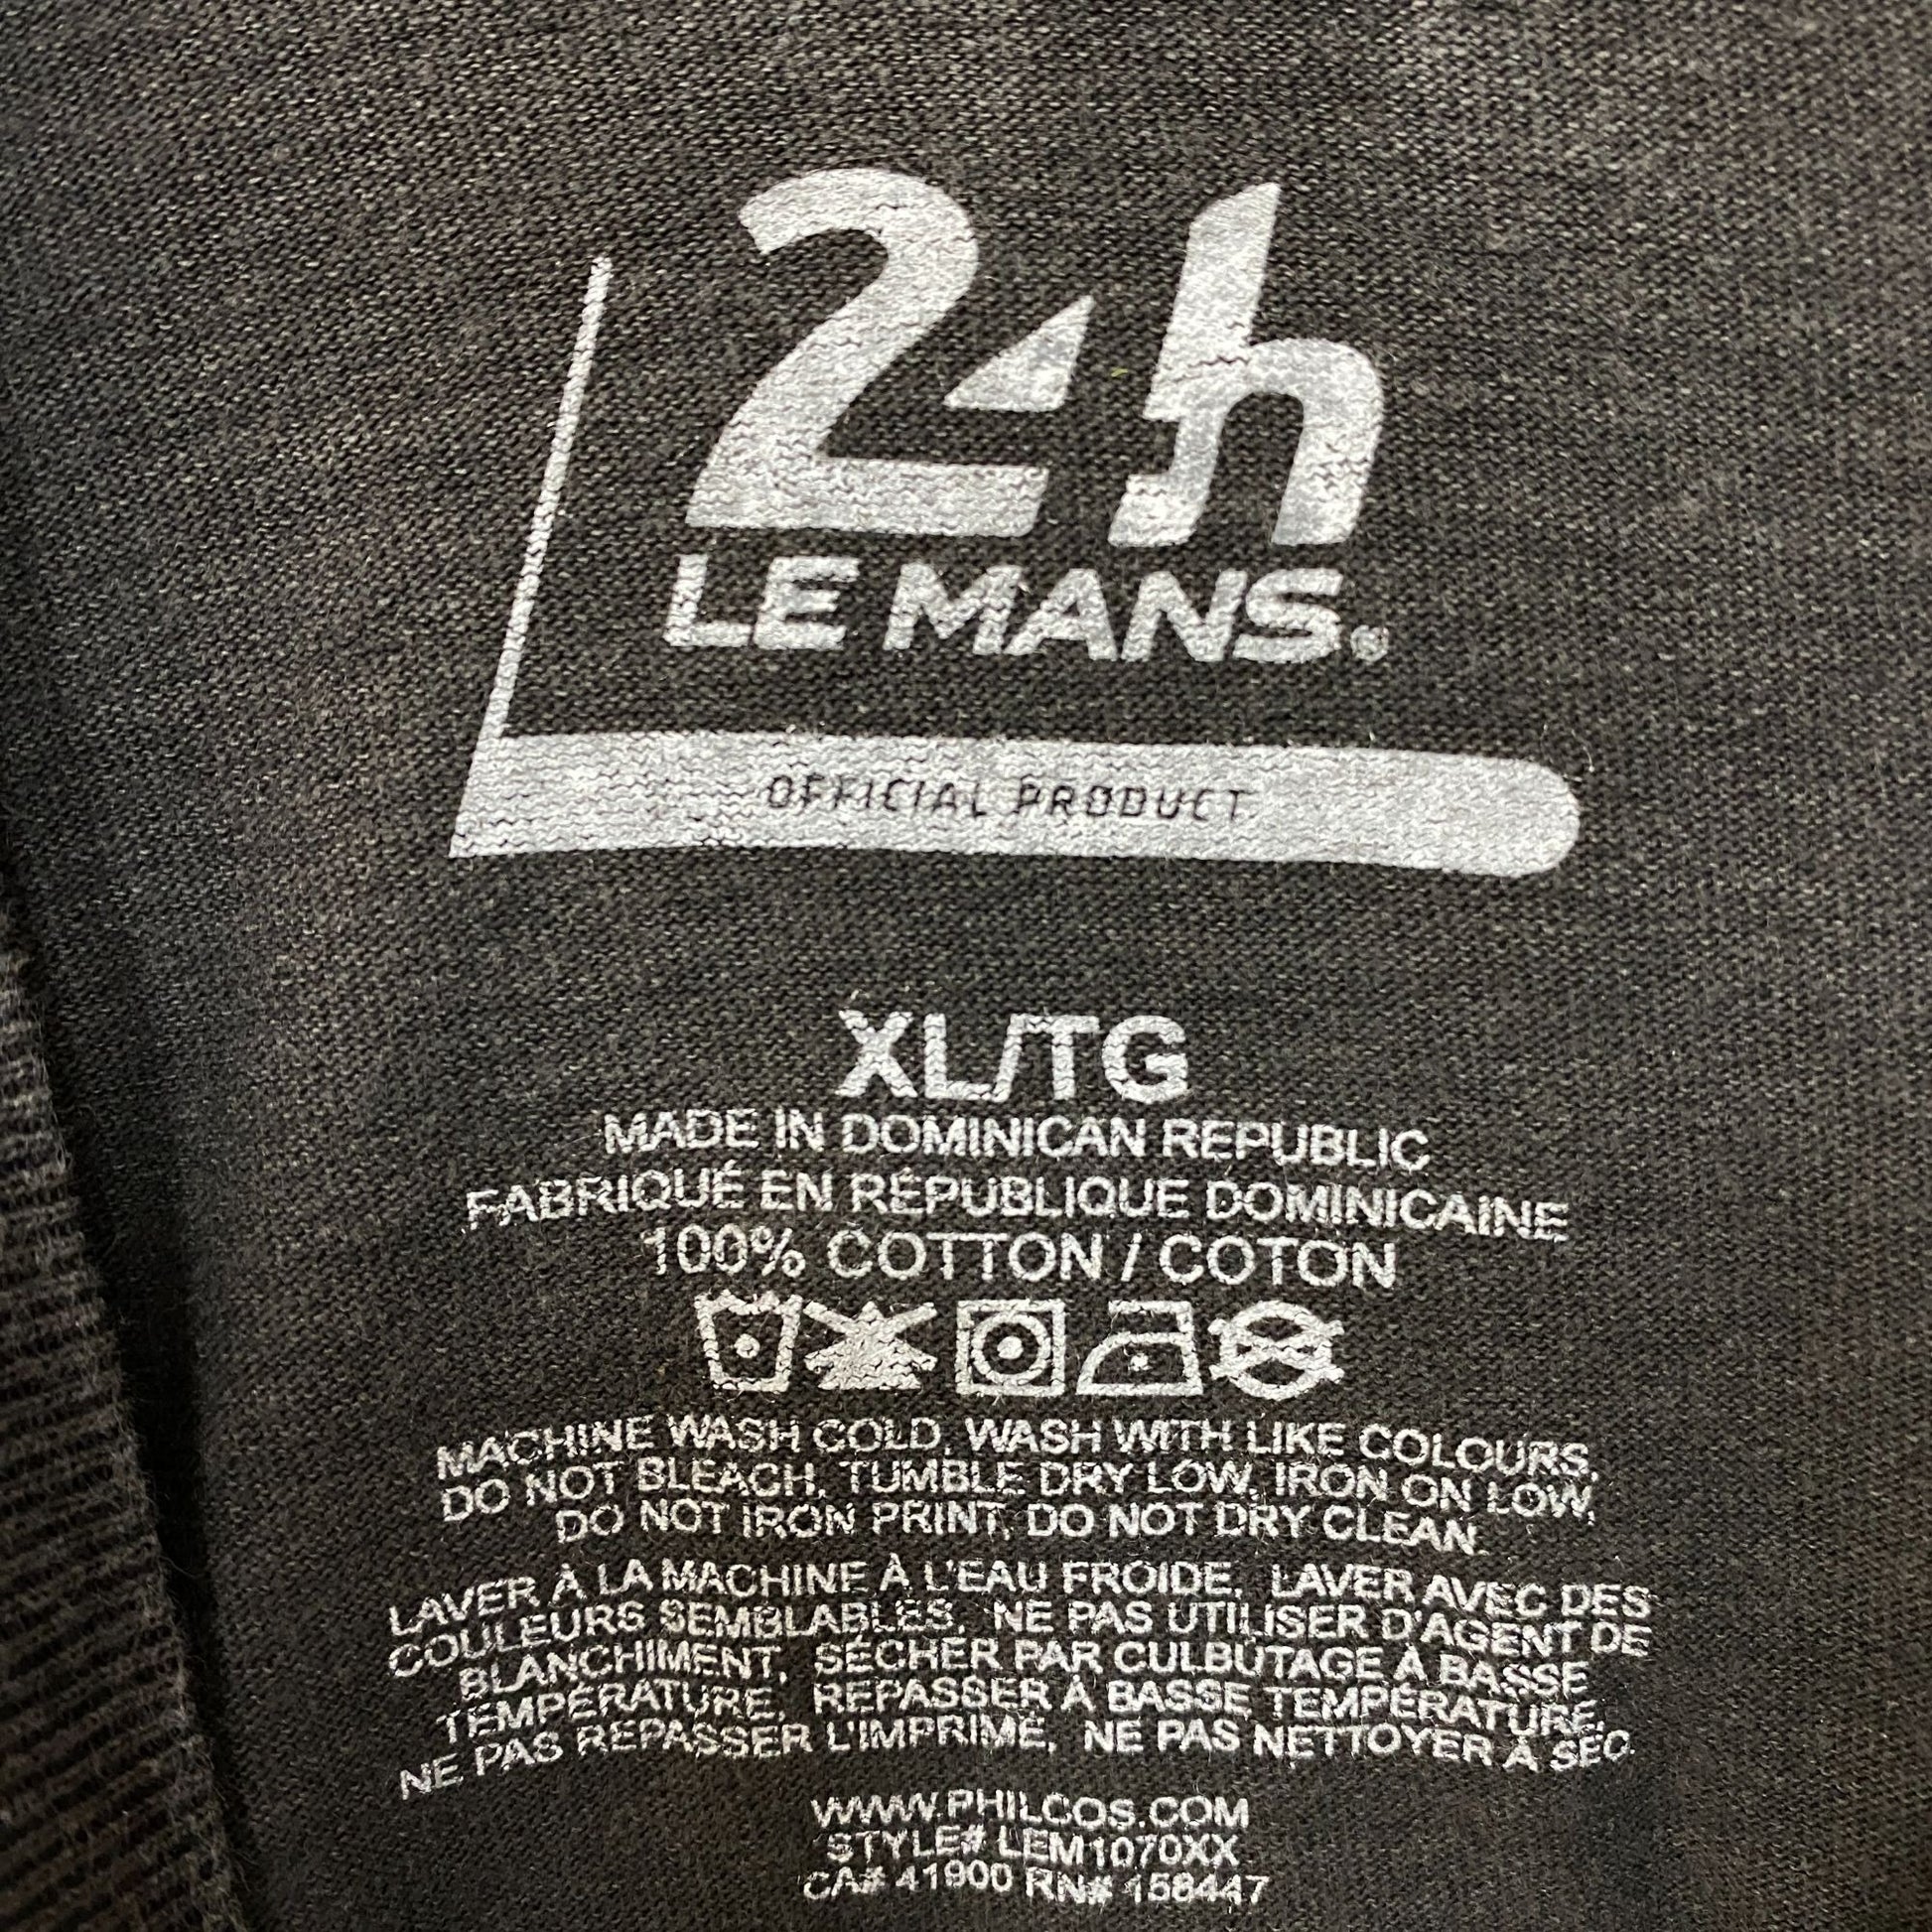 24h
LE MANS®
OFFICIAL PRODUCT
XL/TG
MADE IN DOMINICAN REPUBLIC
FABRIQUÉ EN RÉPUBLIQUE DOMINICAINE
100% COTTON / COTON
MACHINE WASH COLD, WASH WITH LIKE COLOURS,
DO NOT BLEACH, TUMBLE DRY LOW, IRON ON LOW,
DO NOT IRON PRINT, DO NOT DRY CLEAN.
LAVER À LA MACHINE À L'EAU FROIDE, LAVER AVEC DES
COULEURS SEMBLABLES, NE PAS UTILISER D'AGENT DE
BLANCHIMENT, SÉCHER PAR CULBUTAGE À BASSE
TEMPÉRATURE, REPASSER À BASSE TEMPÉRATURE,
NE PAS REPASSER L'IMPRIMÉ, NE PAS NETTOYER À SEC.
WWW.PHILCOS.COM
STYLE# LEM1070XX
CA# 41900 RN# 158447